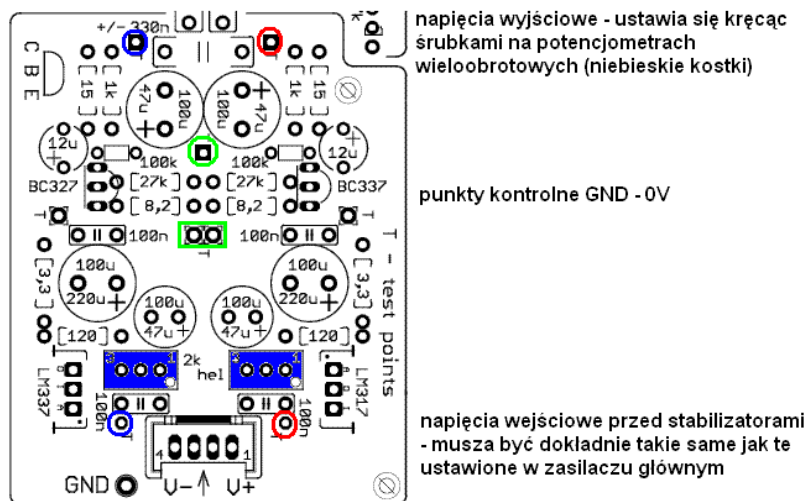 napięcia wyjściowe - ustawia się kręcąc
śrubkami na potencjometrach
wieloobrotowych (niebieskie kostki)
+/-330n
C B E
15
1k
47u
100u
100u
47u
1k
15
12u
12u
100k
100k
BC327
27k
27k
BC337
8,2
8,2
punkty kontrolne GND - 0V
T
T
100n
T
100n
T - test points
3,3
100u
220u
100u
47u
100u
47u
100u
220u
3,3
120
120
3
1
2k
hel
3
1
LM337
LM317
100n
100n
T
T
napięcia wejściowe przed stabilizatorami
- musza być dokładnie takie same jak te
ustawione w zasilaczu głównym
4
1
GND
V- ↑ V+